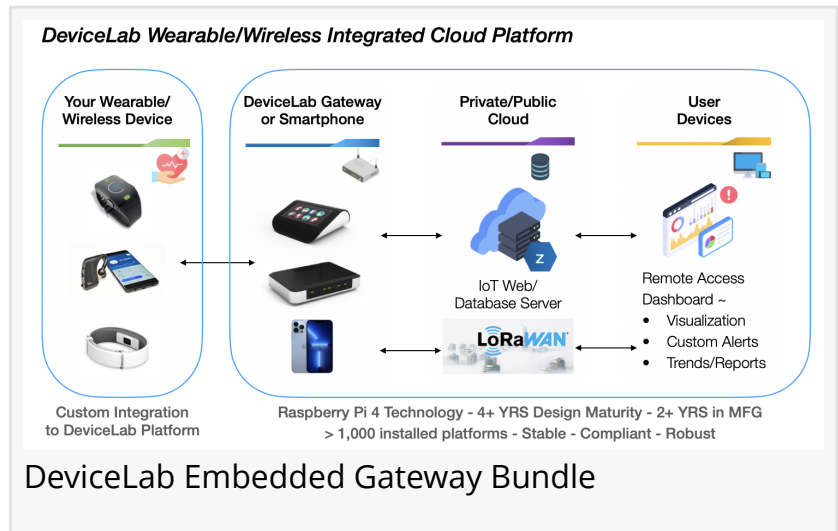 DeviceLab Wearable/Wireless Integrated Cloud Platform
Your Wearable/
Wireless Device
DeviceLab Gateway
or Smartphone
Private/Public
Cloud
User
Devices
Z
IoT Web/
Database Server
LoRaWAN
Remote Access
Dashboard ~
• Visualization
• Custom Alerts
• Trends/Reports
Custom Integration
to DeviceLab Platform
Raspberry Pi 4 Technology - 4+ YRS Design Maturity - 2+ YRS in MFG
> 1,000 installed platforms - Stable - Compliant - Robust
DeviceLab Embedded Gateway Bundle